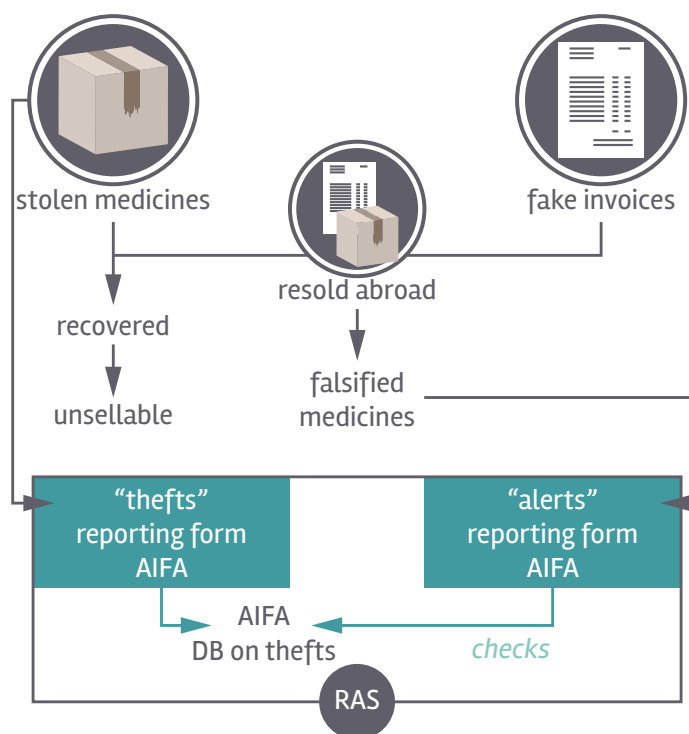 stolen medicines
fake invoices
resold abroad
recovered
falsified
medicines
unsellable
“thefts”
reporting form
AIFA
“alerts”
reporting form
AIFA
AIFA
DB on thefts
checks
RAS